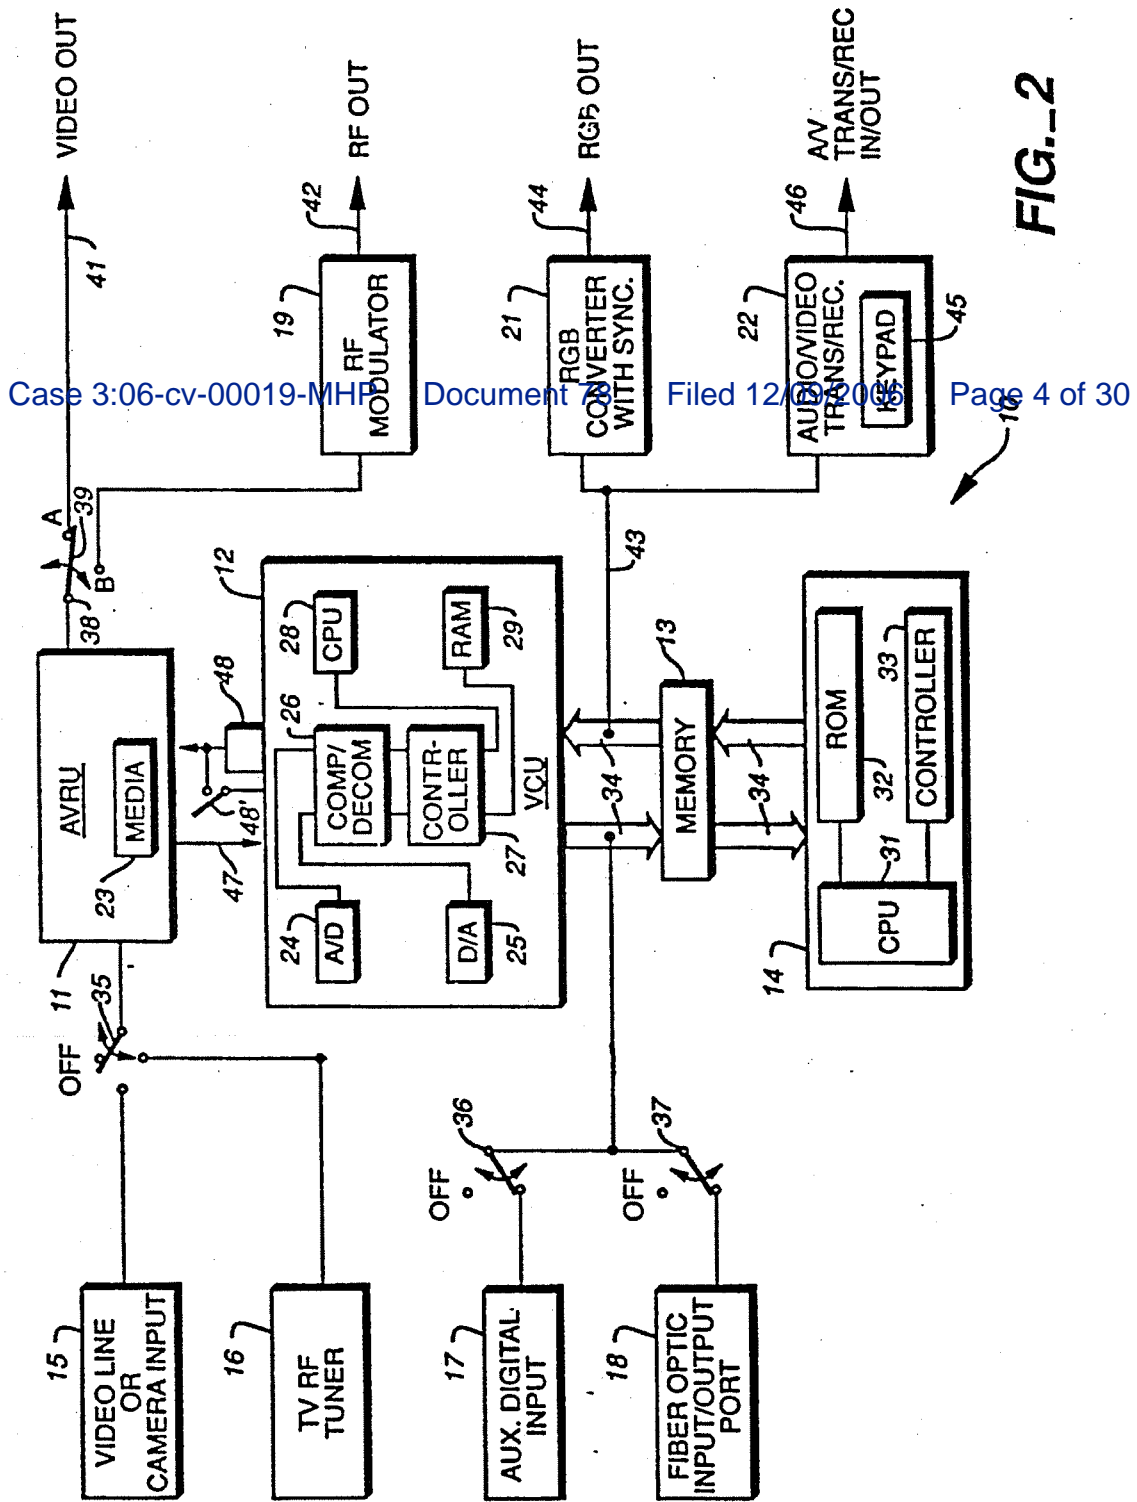 Case 3:06-cv-00019-MHP Document 78 Filed 12/09/2006 Page 4 of 30
15
VIDEO LINE
OR
CAMERA INPUT
16
TV RF
TUNER
17
AUX. DIGITAL
INPUT
18
FIBER OPTIC
INPUT/OUTPUT
PORT
OFF
35
OFF
36
OFF
37
11
AVRU
23
MEDIA
47
48'
48
12
24
A/D
25
D/A
26
COMP/
DECOM
27
CONTR-
OLLER
28
CPU
29
RAM
VCU
34
34
13
MEMORY
14
CPU
31
ROM
32
33
CONTROLLER
38
39
A
B
41
VIDEO OUT
19
RF
MODULATOR
42
RF OUT
43
21
RGB
CONVERTER
WITH SYNC.
44
RGB OUT
22
AUDIO/VIDEO
TRANS/REC.
KEYPAD
45
46
A/V
TRANS/REC
IN/OUT
10
FIG._2